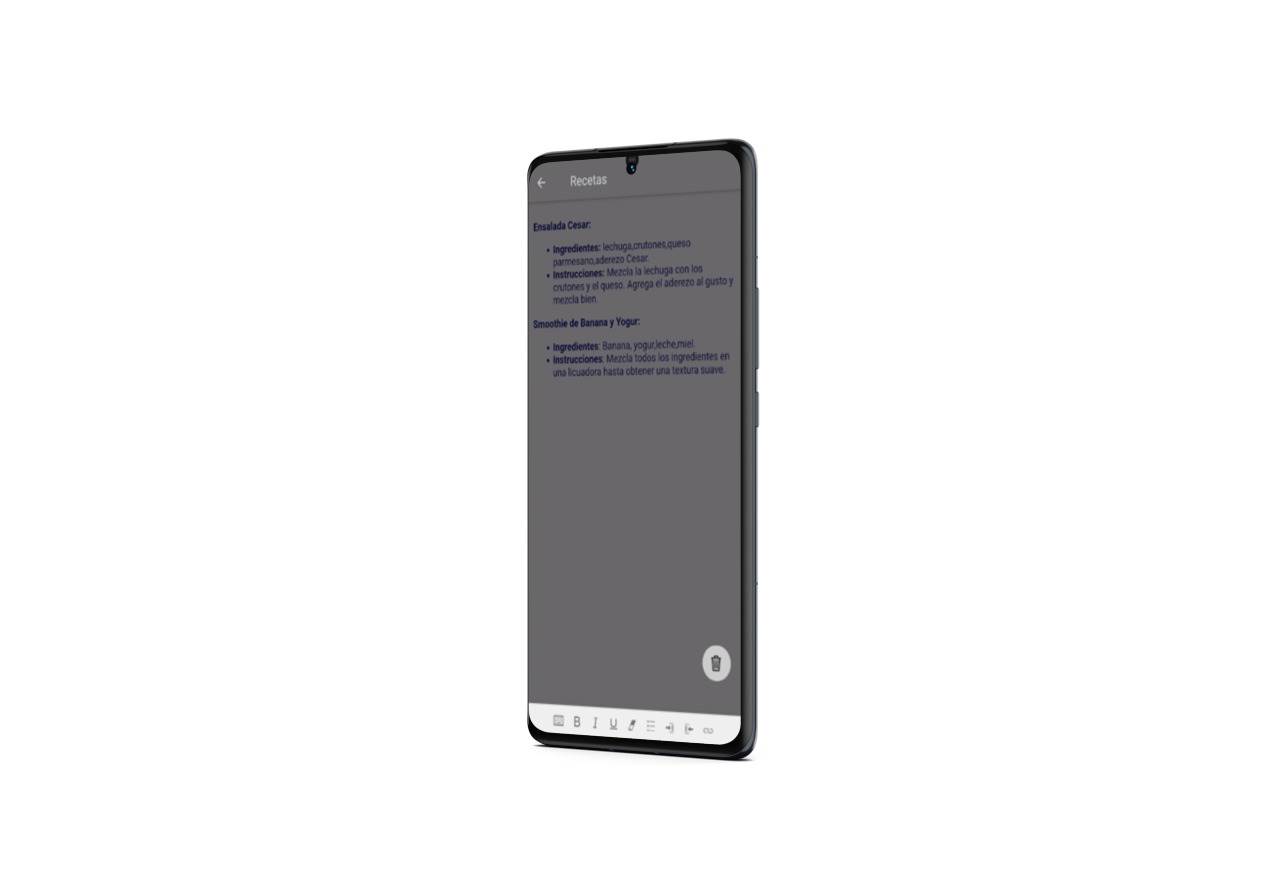 Recetas
Ensalada Cesar:
• Ingredientes: lechuga,crutones,queso
parmesano,aderezo Cesar.
• Instrucciones: Mezcla la lechuga con los
crutones y el queso. Agrega el aderezo al gusto y
mezcla bien.
Smoothie de Banana y Yogur:
• Ingredientes: Banana, yogur,leche,miel.
• Instrucciones: Mezcla todos los ingredientes en
una licuadora hasta obtener una textura suave.
B I U